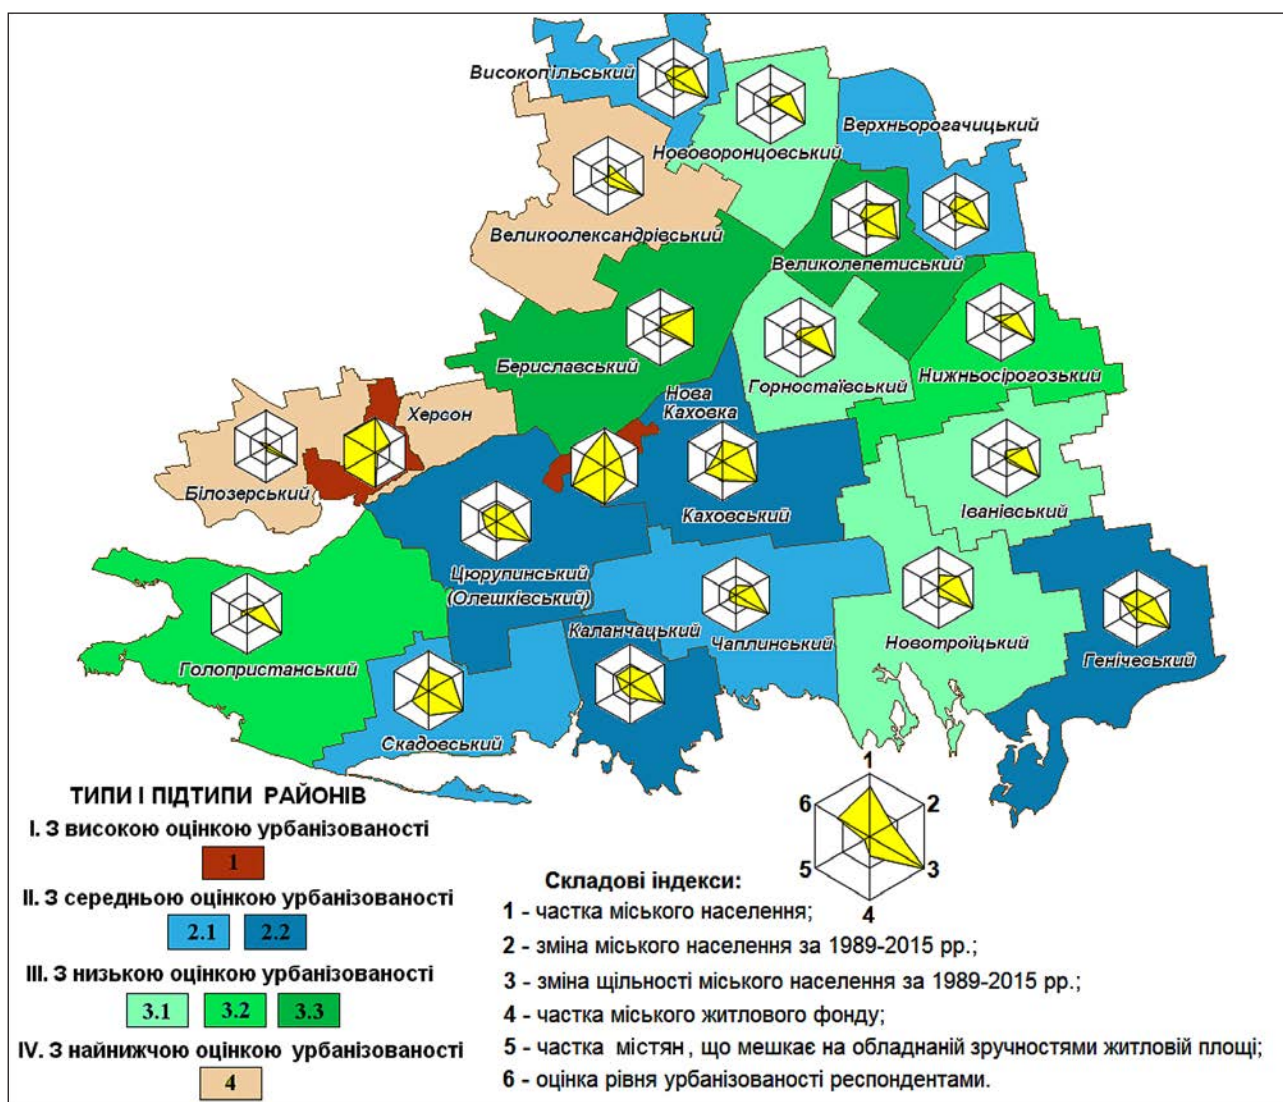 Високопільський
Нововоронцовський
Верхньорогачицький
Великоолександрівський
Великолепетиський
Бериславський
Горностаївський
Нижньосірогозький
Нова
Каховка
Херсон
Білозерський
Каховський
Іванівський
Цюрупинський
(Олешківський)
Каланчацький
Чаплинський
Новотроїцький
Генічеський
Голопристанський
Скадовський
ТИПИ І ПІДТИПИ РАЙОНІВ
I. З високою оцінкою урбанізованості
1
II. З середньою оцінкою урбанізованості
2.1 2.2
III. З низькою оцінкою урбанізованості
3.1 3.2 3.3
IV. З найнижчою оцінкою урбанізованості
4
1
6 2
5 3
4
Складові індекси:
1 - частка міського населення;
2 - зміна міського населення за 1989-2015 рр.;
3 - зміна щільності міського населення за 1989-2015 рр.;
4 - частка міського житлового фонду;
5 - частка містян, що мешкає на обладнаній зручностями житловій площі;
6 - оцінка рівня урбанізованості респондентами.